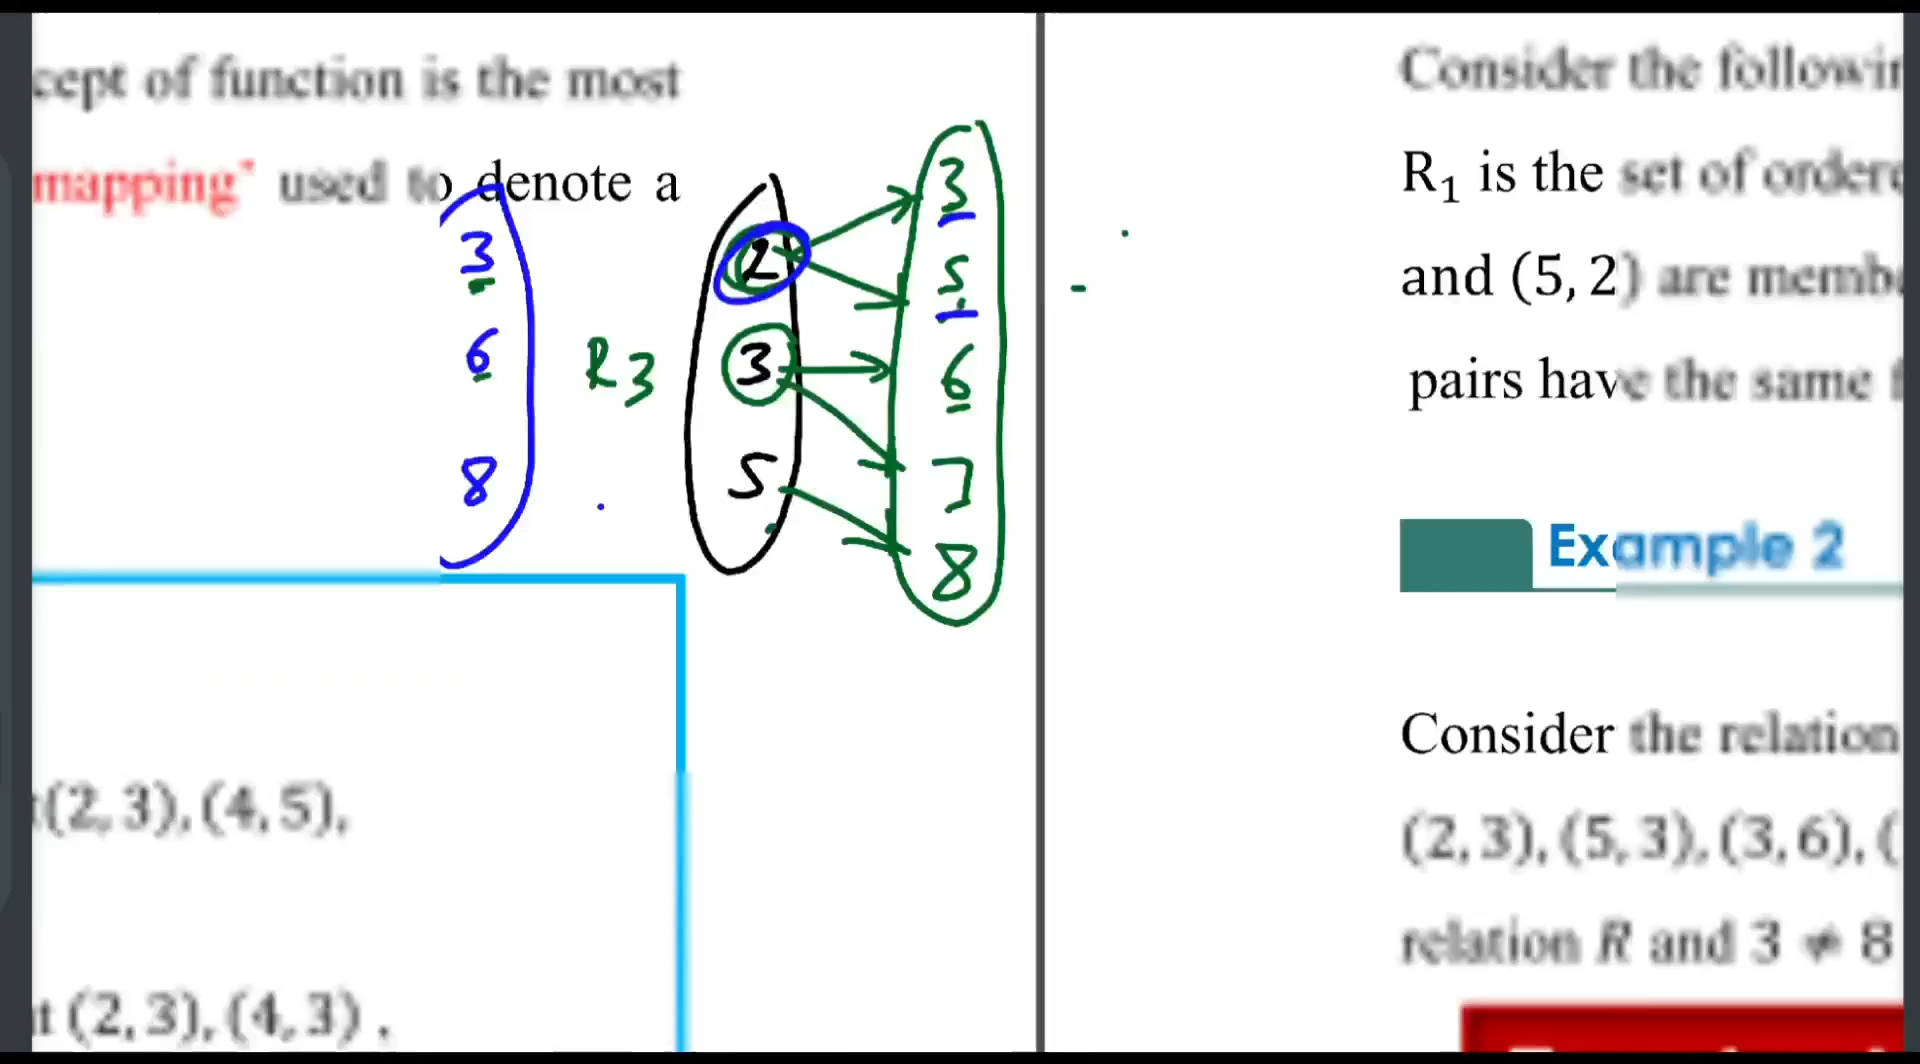 cept of function is the most
mapping" used to denote a
3
6
8
R3
2
3
5
3
5
6
7
8
(2, 3), (4, 5),
t (2, 3), (4, 3) .
Consider the followin
R₁ is the set of ordere
and (5, 2) are membe
pairs have the same f
Example 2
Consider the relation
(2, 3), (5, 3), (3, 6), (
relation R and 3 ≠ 8